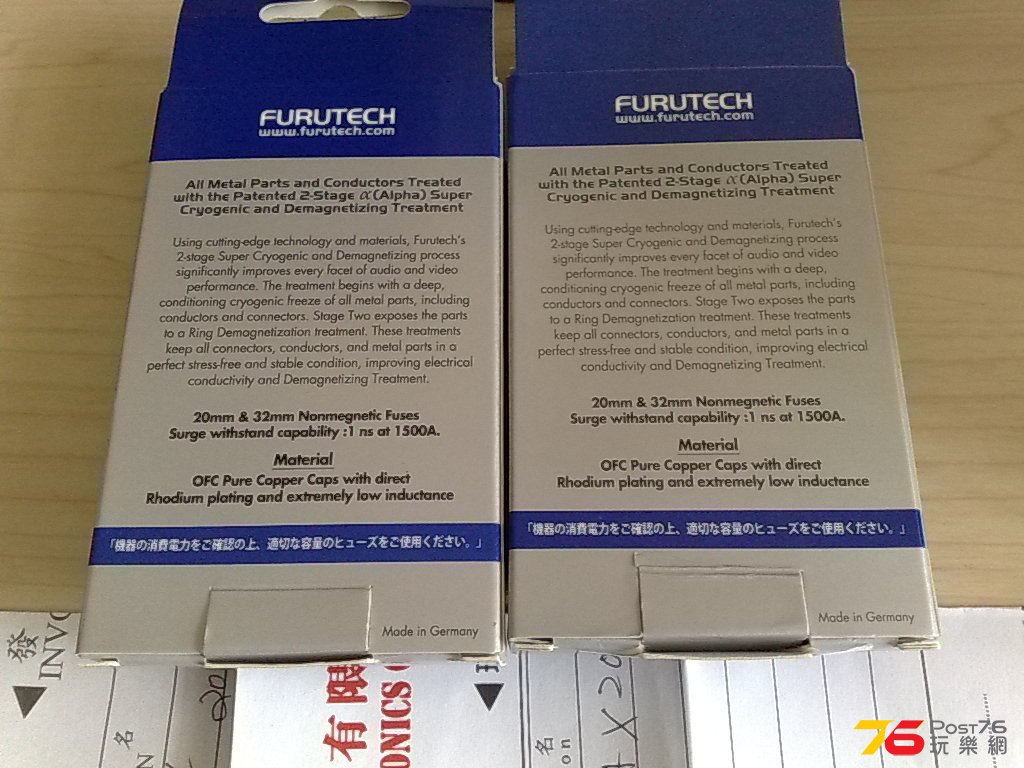 FURUTECH
www.furutech.com
All Metal Parts and Conductors Treated
with the Patented 2-Stage α(Alpha) Super
Cryogenic and Demagnetizing Treatment
Using cutting-edge technology and materials, Furutech's
2-stage Super Cryogenic and Demagnetizing process
significantly improves every facet of audio and video
performance. The treatment begins with a deep,
conditioning cryogenic freeze of all metal parts, including
conductors and connectors. Stage Two exposes the parts
to a Ring Demagnetization treatment. These treatments
keep all connectors, conductors, and metal parts in a
perfect stress-free and stable condition, improving electrical
conductivity and Demagnetizing Treatment.
20mm & 32mm Nonmegnetic Fuses
Surge withstand capability :1 ns at 1500A.
Material
OFC Pure Copper Caps with direct
Rhodium plating and extremely low inductance
「機器の消費電力をご確認の上、適切な容量のヒューズをご使用ください。」
Made in Germany
FURUTECH
www.furutech.com
All Metal Parts and Conductors Treated
with the Patented 2-Stage α(Alpha) Super
Cryogenic and Demagnetizing Treatment
Using cutting-edge technology and materials, Furutech's
2-stage Super Cryogenic and Demagnetizing process
significantly improves every facet of audio and video
performance. The treatment begins with a deep,
conditioning cryogenic freeze of all metal parts, including
conductors and connectors. Stage Two exposes the parts
to a Ring Demagnetization treatment. These treatments
keep all connectors, conductors, and metal parts in a
perfect stress-free and stable condition, improving electrical
conductivity and Demagnetizing Treatment.
20mm & 32mm Nonmegnetic Fuses
Surge withstand capability :1 ns at 1500A.
Material
OFC Pure Copper Caps with direct
Rhodium plating and extremely low inductance
「機器の消費電力をご確認の上、適切な容量のヒューズをご使用ください。」
Made in Germany
發
INVO
名
ON
有限
ONICS
名
on
X 20
76 POST76
玩樂網